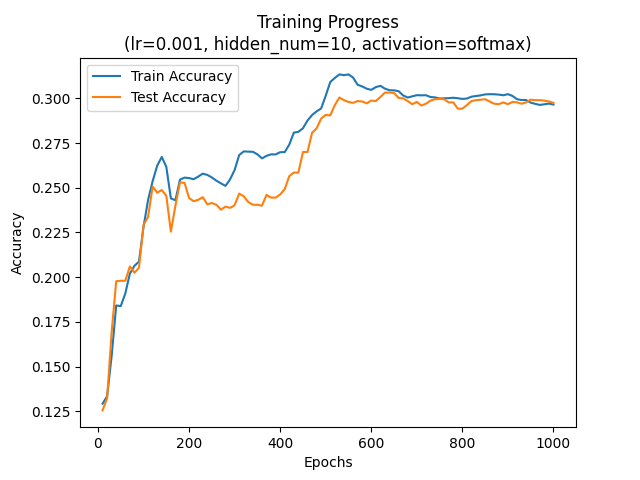 Training Progress
(lr=0.001, hidden_num=10, activation=softmax)
Train Accuracy
Test Accuracy
Accuracy
0.300
0.275
0.250
0.225
0.200
0.175
0.150
0.125
0 200 400 600 800 1000
Epochs